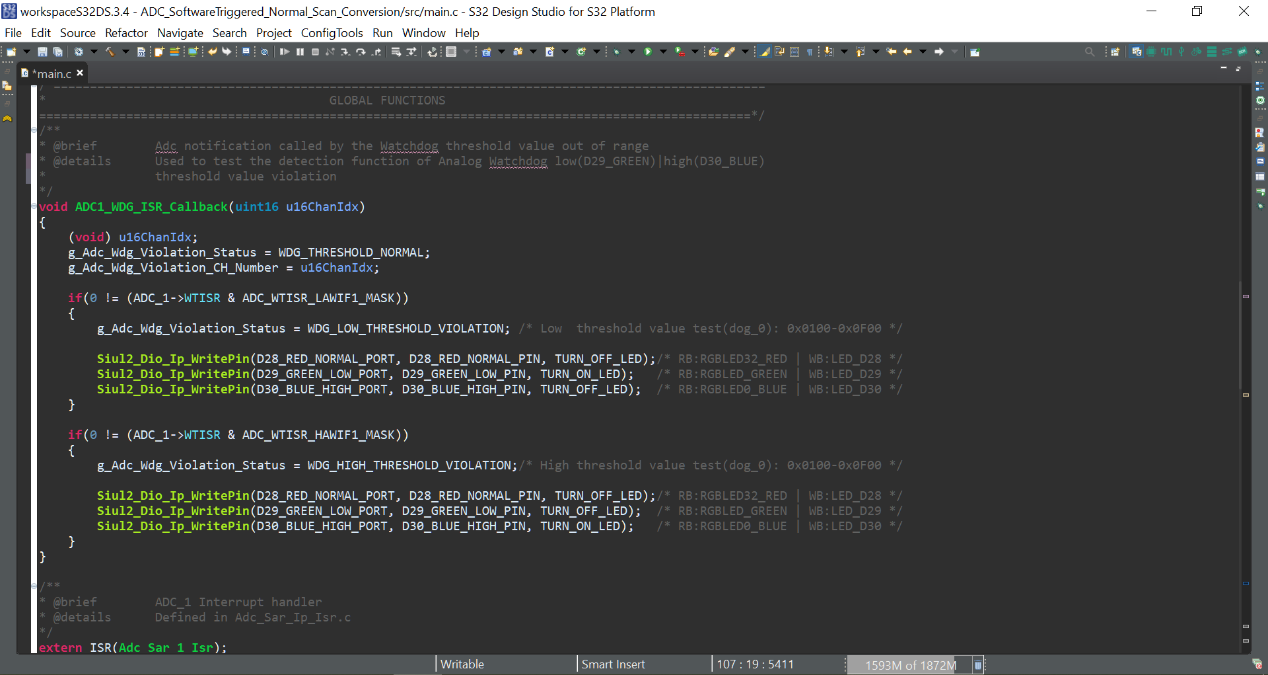 workspaceS32DS.3.4 - ADC_SoftwareTriggered_Normal_Scan_Conversion/src/main.c - S32 Design Studio for S32 Platform
File Edit Source Refactor Navigate Search Project ConfigTools Run Window Help
*main.c
* GLOBAL FUNCTIONS
==================================================================================================*/
/**
* @brief Adc notification called by the Watchdog threshold value out of range
* @details Used to test the detection function of Analog Watchdog low(D29_GREEN)|high(D30_BLUE)
* threshold value violation
*/
void ADC1_WDG_ISR_Callback(uint16 u16ChanIdx)
{
(void) u16ChanIdx;
g_Adc_Wdg_Violation_Status = WDG_THRESHOLD_NORMAL;
g_Adc_Wdg_Violation_CH_Number = u16ChanIdx;
if(0 != (ADC_1->WTISR & ADC_WTISR_LAWIF1_MASK))
{
g_Adc_Wdg_Violation_Status = WDG_LOW_THRESHOLD_VIOLATION; /* Low  threshold value test(dog_0): 0x0100-0x0F00 */
Siul2_Dio_Ip_WritePin(D28_RED_NORMAL_PORT, D28_RED_NORMAL_PIN, TURN_OFF_LED);/* RB:RGBLED32_RED | WB:LED_D28 */
Siul2_Dio_Ip_WritePin(D29_GREEN_LOW_PORT, D29_GREEN_LOW_PIN, TURN_ON_LED); /* RB:RGBLED_GREEN | WB:LED_D29 */
Siul2_Dio_Ip_WritePin(D30_BLUE_HIGH_PORT, D30_BLUE_HIGH_PIN, TURN_OFF_LED); /* RB:RGBLED0_BLUE | WB:LED_D30 */
}
if(0 != (ADC_1->WTISR & ADC_WTISR_HAWIF1_MASK))
{
g_Adc_Wdg_Violation_Status = WDG_HIGH_THRESHOLD_VIOLATION;/* High threshold value test(dog_0): 0x0100-0x0F00 */
Siul2_Dio_Ip_WritePin(D28_RED_NORMAL_PORT, D28_RED_NORMAL_PIN, TURN_OFF_LED);/* RB:RGBLED32_RED | WB:LED_D28 */
Siul2_Dio_Ip_WritePin(D29_GREEN_LOW_PORT, D29_GREEN_LOW_PIN, TURN_OFF_LED); /* RB:RGBLED_GREEN | WB:LED_D29 */
Siul2_Dio_Ip_WritePin(D30_BLUE_HIGH_PORT, D30_BLUE_HIGH_PIN, TURN_ON_LED); /* RB:RGBLED0_BLUE | WB:LED_D30 */
}
}
/**
* @brief ADC_1 Interrupt handler
* @details Defined in Adc_Sar_Ip_Isr.c
*/
extern ISR(Adc_Sar_1_Isr);
Writable Smart Insert 107 : 19 : 5411 1593M of 1872M